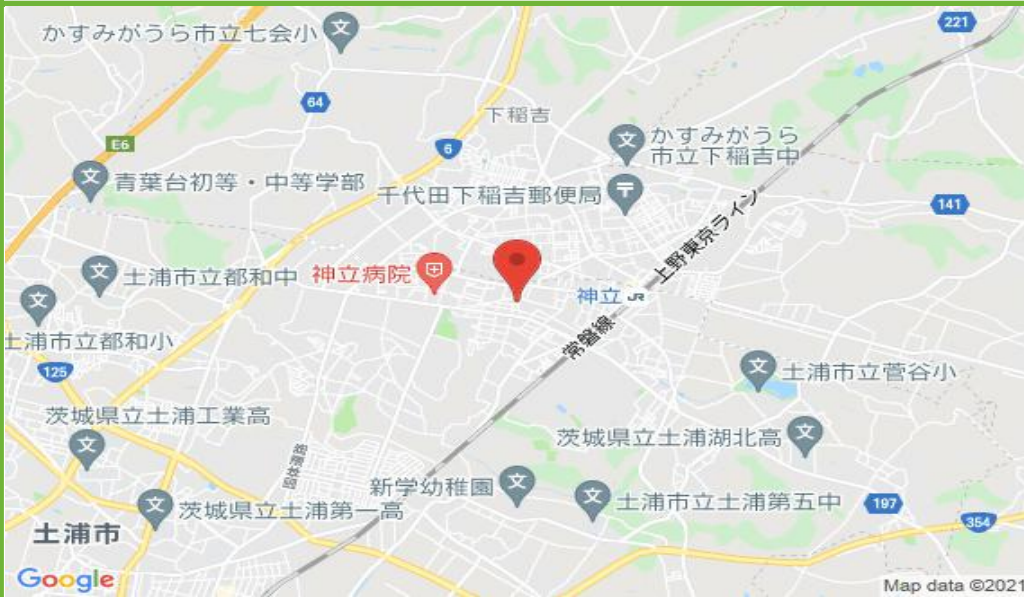 かすみがうら市立七会小
221
64
下稲吉
E6
6
かすみがうら
市立下稲吉中
青葉台初等・中等学部
千代田下稲吉郵便局
141
上野東京ライン
土浦市立都和中
神立病院
神立 JR
常磐線
土浦市立都和小
125
土浦市立菅谷小
茨城県立土浦工業高
茨城県立土浦湖北高
新学幼稚園
土浦市立土浦第五中
197
茨城県立土浦第一高
354
土浦市
Google
Map data ©2021